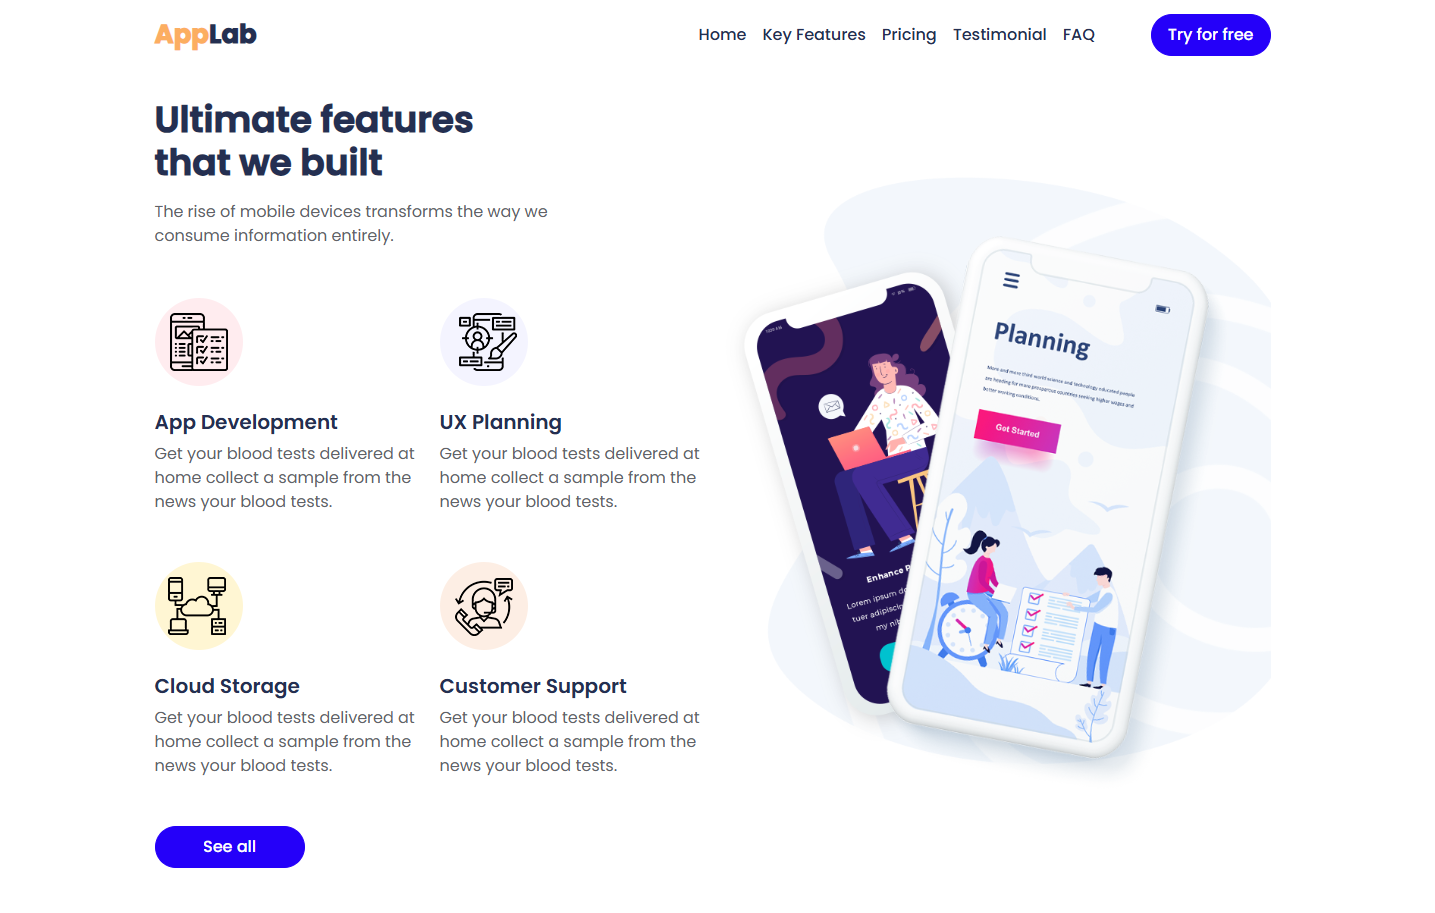 AppLab
Home Key Features Pricing Testimonial FAQ Try for free
Ultimate features
that we built
The rise of mobile devices transforms the way we
consume information entirely.
App Development
Get your blood tests delivered at
home collect a sample from the
news your blood tests.
UX Planning
Get your blood tests delivered at
home collect a sample from the
news your blood tests.
Cloud Storage
Get your blood tests delivered at
home collect a sample from the
news your blood tests.
Customer Support
Get your blood tests delivered at
home collect a sample from the
news your blood tests.
See all
Enhance
Lorem ipsum
tuer
my
Planning
More and more third world science and technology educated people
are heading for more prosperous countries seeking higher wages and
better working conditions.
Get Started